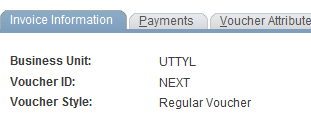 Invoice Information Payments Voucher Attribute
Business Unit: UTTYL
Voucher ID: NEXT
Voucher Style: Regular Voucher